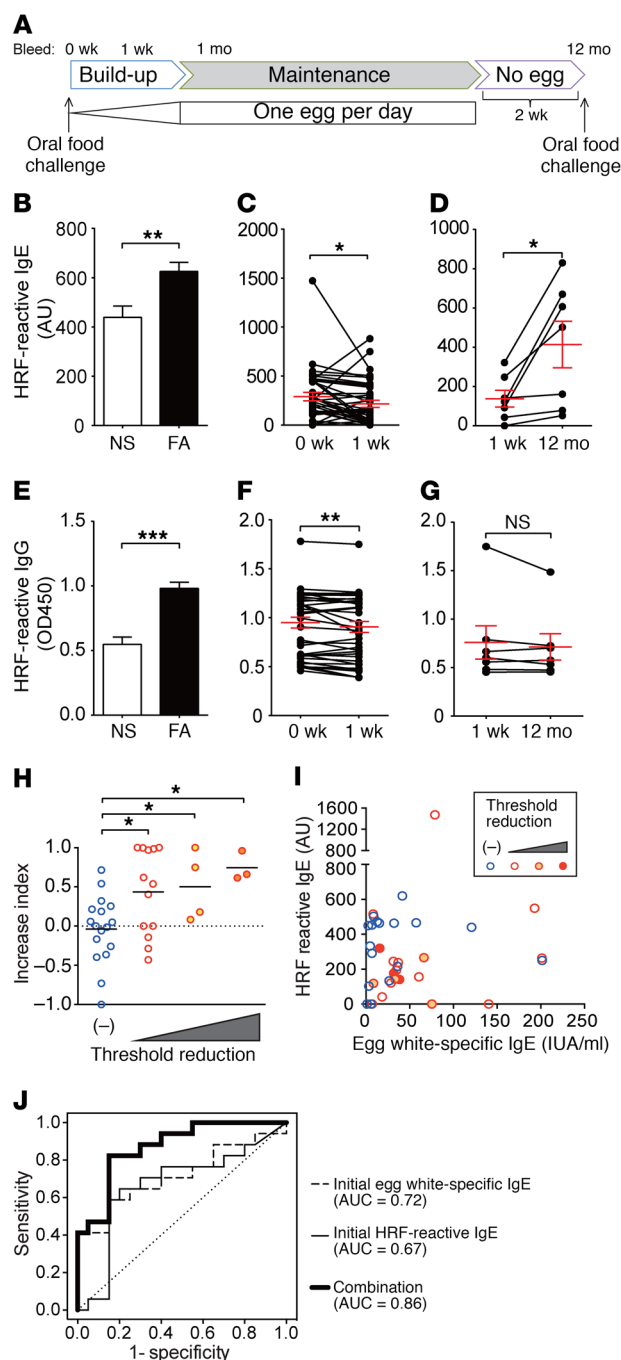 A
Bleed: 0 wk 1 wk 1 mo 12 mo
Build-up Maintenance No egg
One egg per day 2 wk
Oral food challenge
Oral food challenge
B
HRF-reactive IgE (AU)
800
600
400
200
0
**
NS FA
C
2000
1500
1000
500
0
*
0 wk 1 wk
D
1000
800
600
400
200
0
*
1 wk 12 mo
E
HRF-reactive IgG (OD450)
1.5
1.0
0.5
0.0
***
NS FA
F
2.0
1.5
1.0
0.5
0
**
0 wk 1 wk
G
2.0
1.5
1.0
0.5
0
NS
1 wk 12 mo
H
Increase index
1.0
0.5
0.0
–0.5
–1.0
*
*
*
(–)
Threshold reduction
I
HRF reactive IgE (AU)
1600
1200
800
600
400
200
0
Threshold
reduction
(–)
0 50 100 150 200 250
Egg white-specific IgE (IUA/ml)
J
Sensitivity
1.0
0.8
0.6
0.4
0.2
0.0
0.0 0.2 0.4 0.6 0.8 1.0
1- specificity
Initial egg white-specific IgE
(AUC = 0.72)
Initial HRF-reactive IgE
(AUC = 0.67)
Combination
(AUC = 0.86)